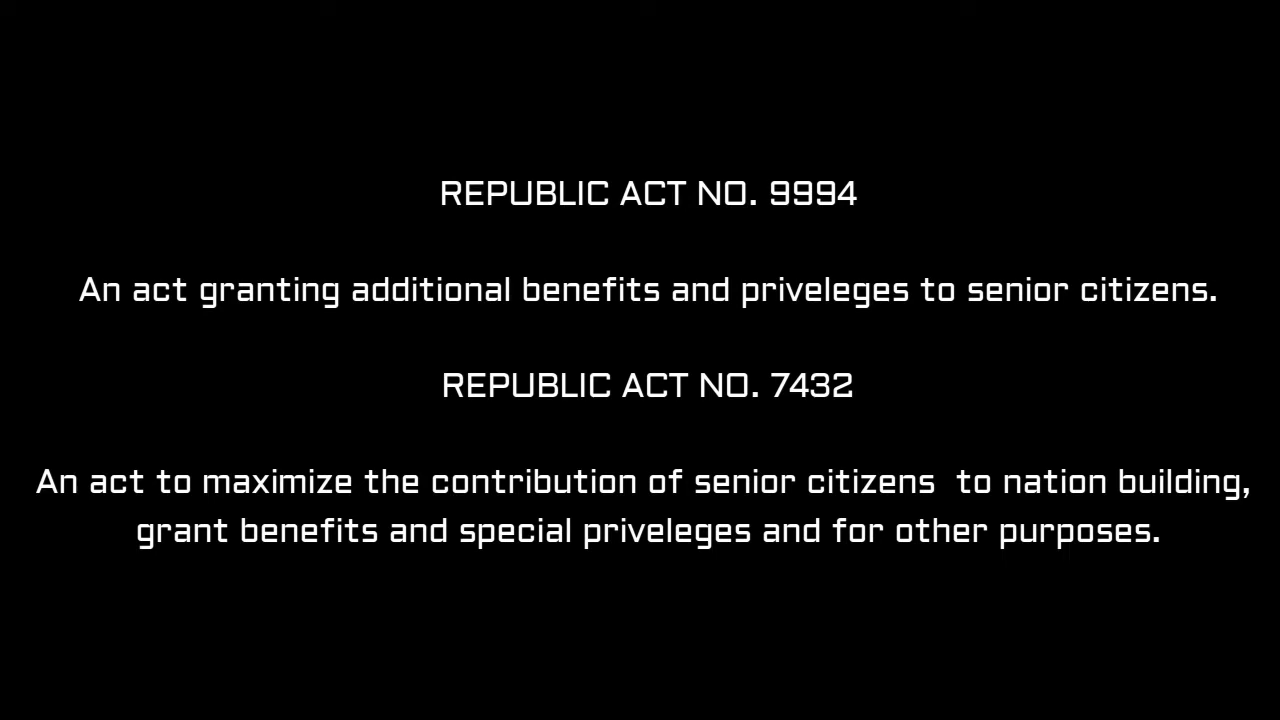 REPUBLIC ACT NO. 9994
An act granting additional benefits and priveleges to senior citizens.
REPUBLIC ACT NO. 7432
An act to maximize the contribution of senior citizens  to nation building,
grant benefits and special priveleges and for other purposes.